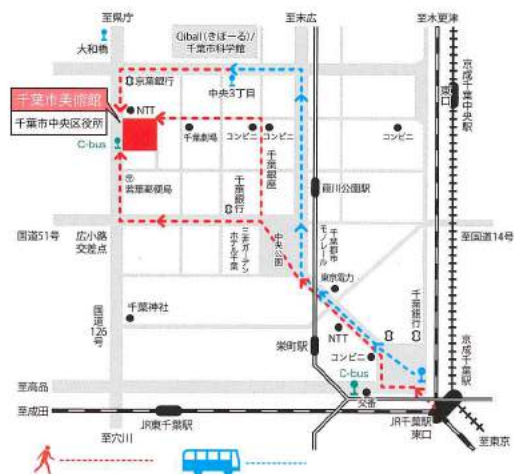 至県庁
至末広
至木更津
大和橋
Qiball(きぼーる)/
千葉市科学館
京葉銀行
中央3丁目
東口
京成千葉中央駅
千葉市美術館
千葉市中央区役所
NTT
C-bus
千葉劇場
コンビニ
コンビニ
コンビニ
千葉銀座
若葉郵便局
千葉銀行
葭川公園駅
国道51号
広小路
交差点
三井ガーデン
ホテル千葉
中央公園
千葉都市
モノレール
至国道14号
東京電力
千葉銀行
国道126号
千葉神社
NTT
栄町駅
コンビニ
京成千葉駅
C-bus
至高品
交番
至成田
JR東千葉駅
JR千葉駅
東口
至穴川
至東京